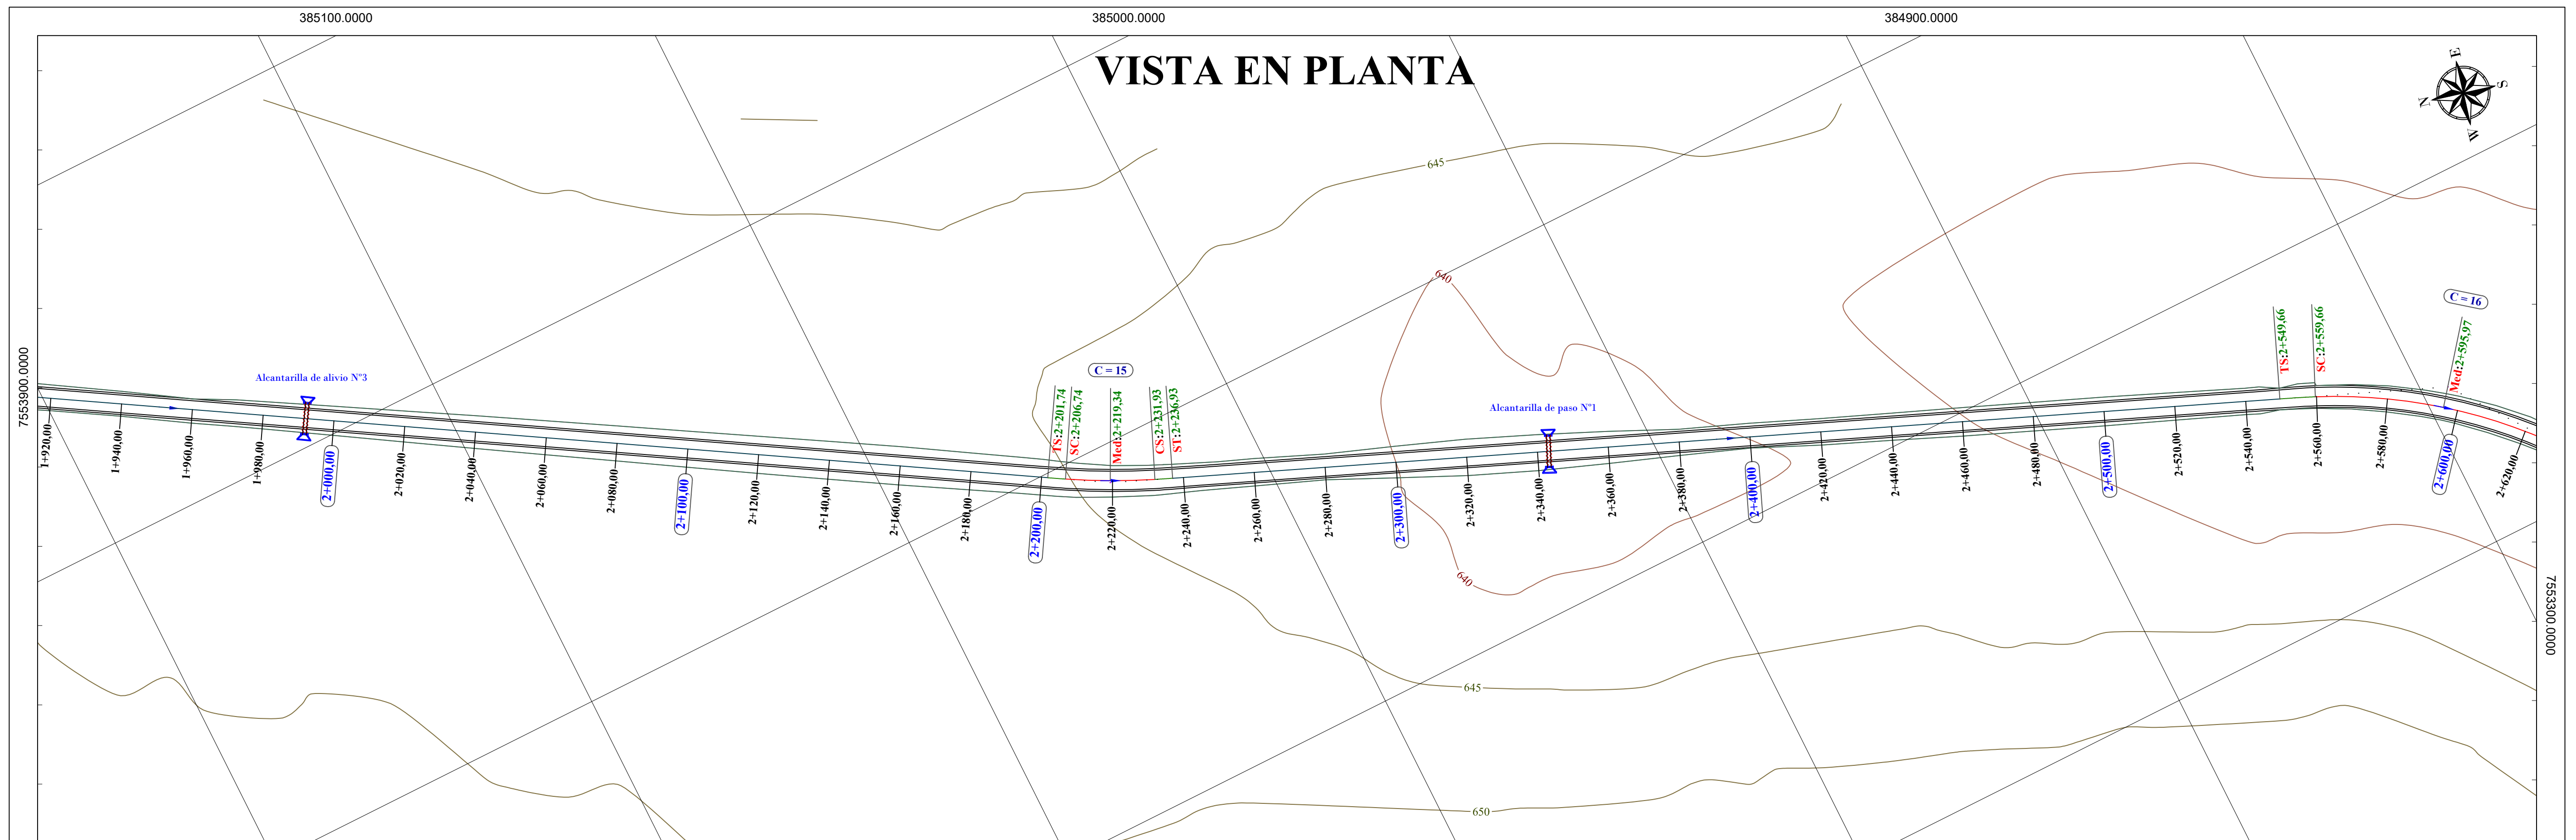 385100.0000
385000.0000
384900.0000
VISTA EN PLANTA
E
S
N
W
645
640
C = 16
TS:2+549,66
SC:2+559,66
Med:2+595,97
7553900.0000
Alcantarilla de alivio N°3
C = 15
TS:2+201,74
SC:2+206,74
Med:2+219,34
CS:2+231,93
ST:2+236,93
Alcantarilla de paso N°1
1+920,00
1+940,00
1+960,00
1+980,00
2+000,00
2+020,00
2+040,00
2+060,00
2+080,00
2+100,00
2+120,00
2+140,00
2+160,00
2+180,00
2+200,00
2+220,00
2+240,00
2+260,00
2+280,00
2+300,00
2+320,00
2+340,00
2+360,00
2+380,00
2+400,00
2+420,00
2+440,00
2+460,00
2+480,00
2+500,00
2+520,00
2+540,00
2+560,00
2+580,00
2+600,00
2+620,00
640
7553300.0000
645
650